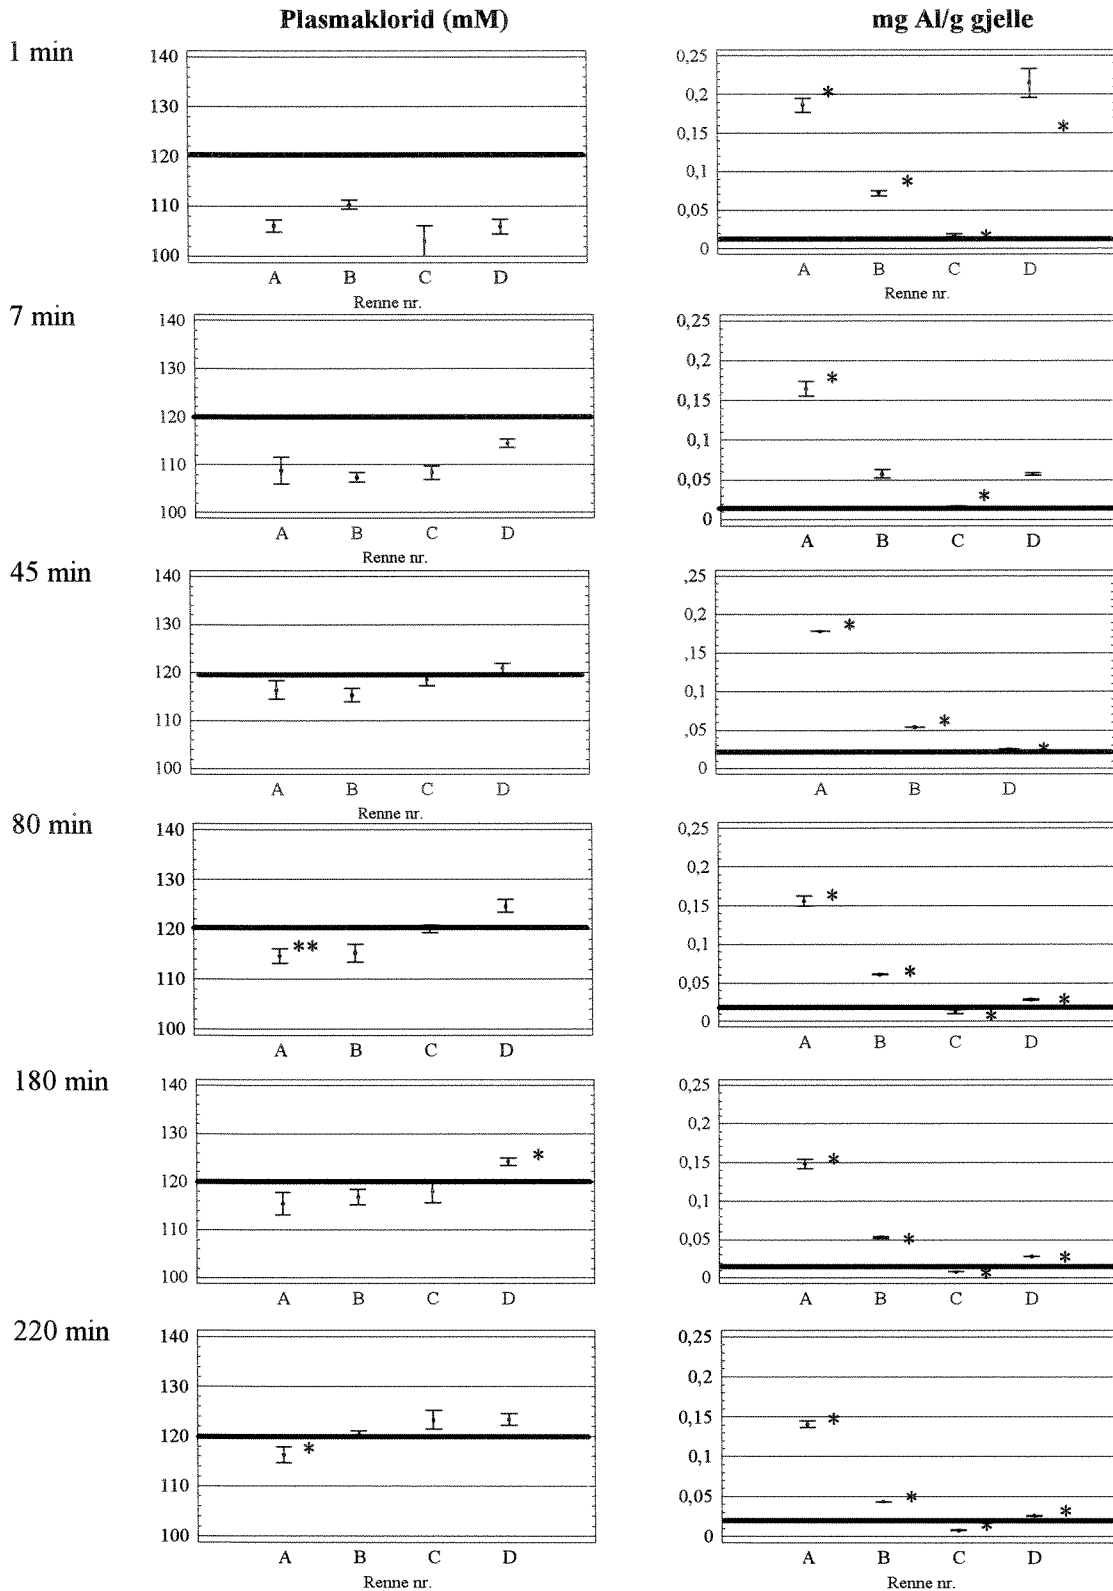 Plasmaklorid (mM)
mg Al/g gjelle
1 min
140
130
120
110
100
A B C D
Renne nr.
0,25
0,2
0,15
0,1
0,05
0
* * * *
A B C D
Renne nr.
7 min
140
130
120
110
100
A B C D
Renne nr.
0,25
0,2
0,15
0,1
0,05
0
* *
A B C D
45 min
140
130
120
110
100
A B C D
Renne nr.
,25
,2
,15
,1
,05
0
* * *
A B D
80 min
140
130
120
110
100
**
A B C D
0,25
0,2
0,15
0,1
0,05
0
* * * *
A B C D
180 min
140
130
120
110
100
*
A B C D
0,25
0,2
0,15
0,1
0,05
0
* * * *
A B C D
220 min
140
130
120
110
100
*
A B C D
Renne nr.
0,25
0,2
0,15
0,1
0,05
0
* * * *
A B C D
Renne nr.